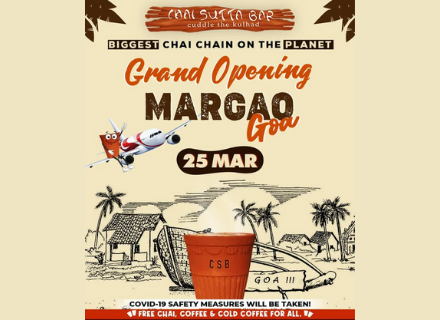 CHAI SUTTA BAR
cuddle the kulhad
BIGGEST CHAI CHAIN ON THE PLANET
Grand Opening
MARGAO
Goa
25 MAR
CSB
GOA !!!
COVID-19 SAFETY MEASURES WILL BE TAKEN!
FREE CHAI, COFFEE & COLD COFFEE FOR ALL.